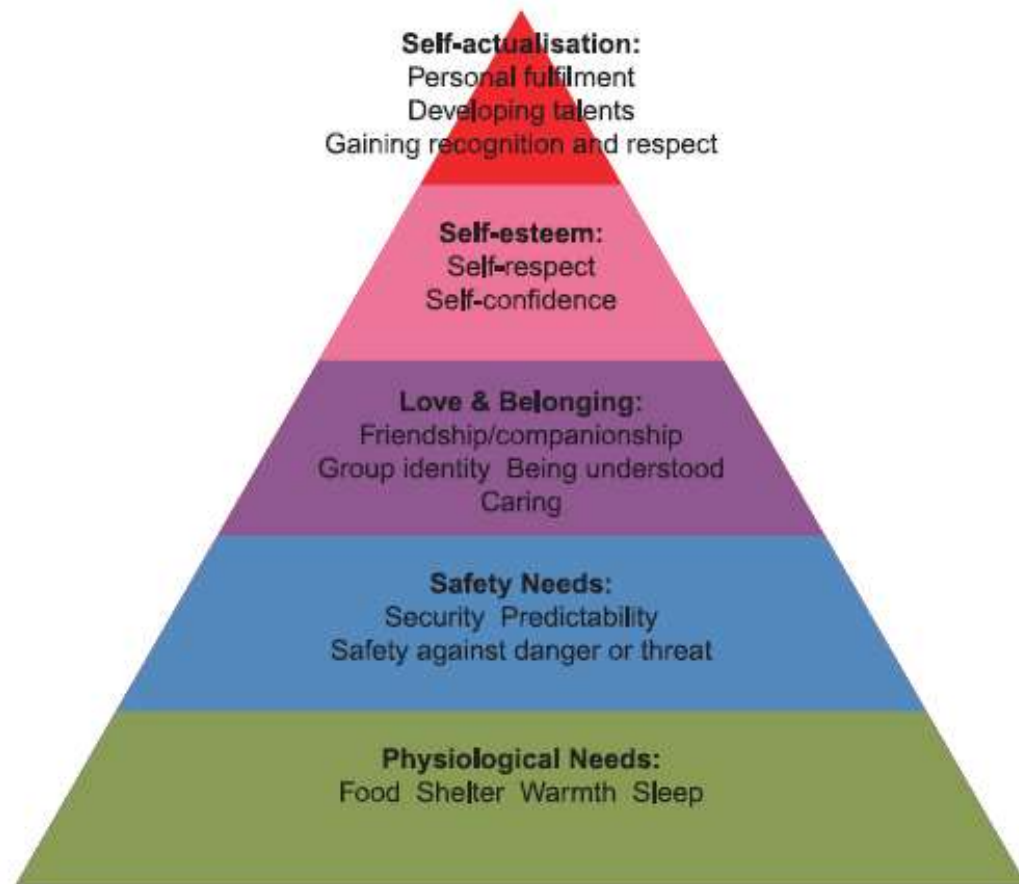 Self-actualisation:
Personal fulfilment
Developing talents
Gaining recognition and respect
Self-esteem:
Self-respect
Self-confidence
Love & Belonging:
Friendship/companionship
Group identity Being understood
Caring
Safety Needs:
Security Predictability
Safety against danger or threat
Physiological Needs:
Food Shelter Warmth Sleep